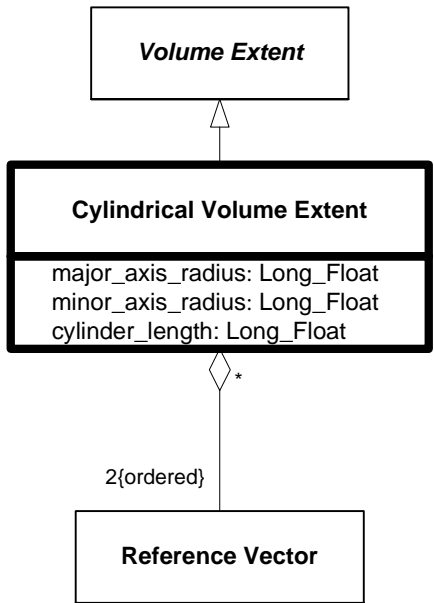 Volume Extent
Cylindrical Volume Extent
major_axis_radius: Long_Float
minor_axis_radius: Long_Float
cylinder_length: Long_Float
*
2{ordered}
Reference Vector